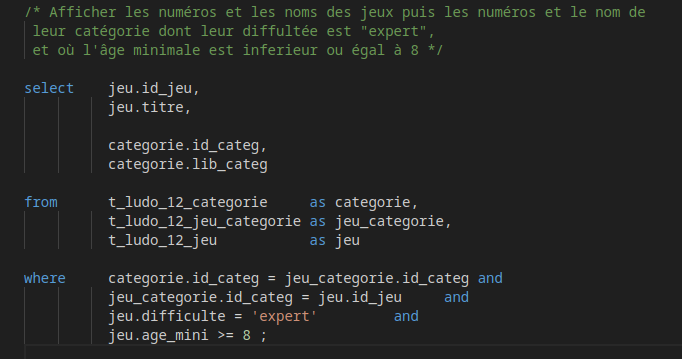 /* Afficher les numéros et les noms des jeux puis les numéros et le nom de
leur catégorie dont leur diffultée est "expert",
et où l'âge minimale est inferieur ou égal à 8 */
select jeu.id_jeu,
jeu.titre,
categorie.id_categ,
categorie.lib_categ
from t_ludo_12_categorie as categorie,
t_ludo_12_jeu_categorie as jeu_categorie,
t_ludo_12_jeu as jeu
where categorie.id_categ = jeu_categorie.id_categ and
jeu_categorie.id_categ = jeu.id_jeu and
jeu.difficulte = 'expert' and
jeu.age_mini >= 8 ;